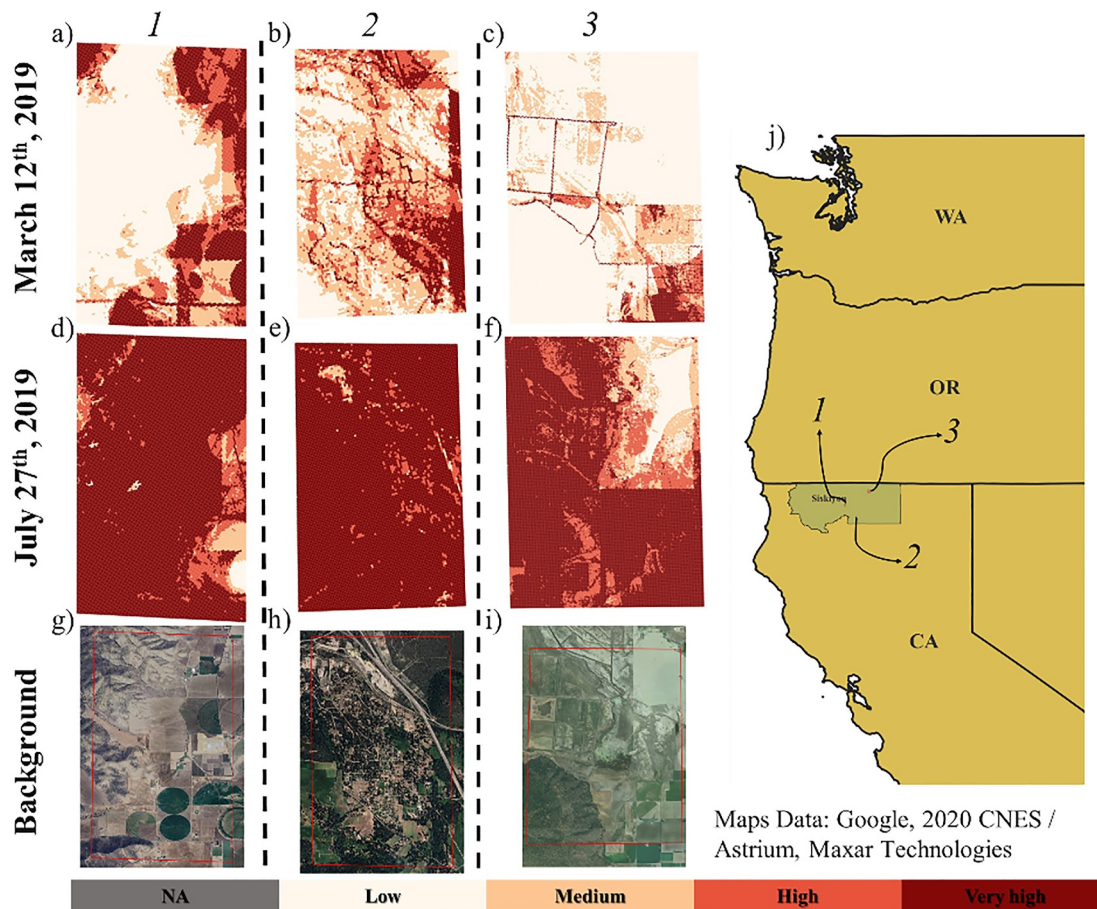 1 2 3
a) b) c)
March 12th, 2019
d) e) f)
July 27th, 2019
g) h) i)
Background
j)
WA
OR
1
3
Siskiyou
2
CA
Maps Data: Google, 2020 CNES /
Astrium, Maxar Technologies
NA Low Medium High Very high